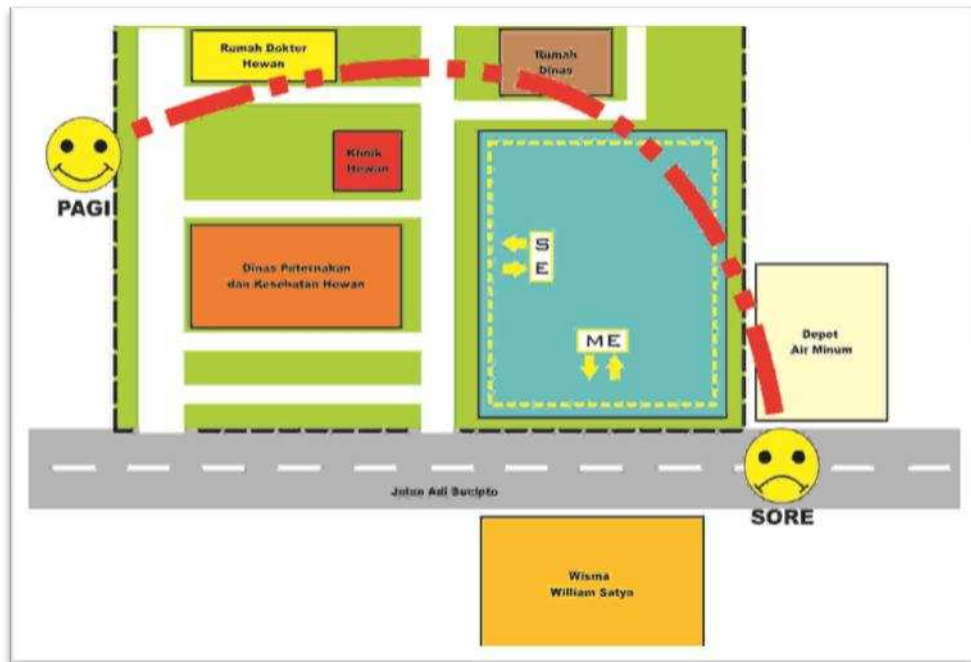 Rumah Doktor
Hewan
Rumah
Dinas
Klinik
Hewan
PAGI
Dinas Peternakan
dan Kesehatan Hewan
S
E
ME
Depot
Air Minum
Jalan Adi Sucipto
SORE
Wisma
William Satya